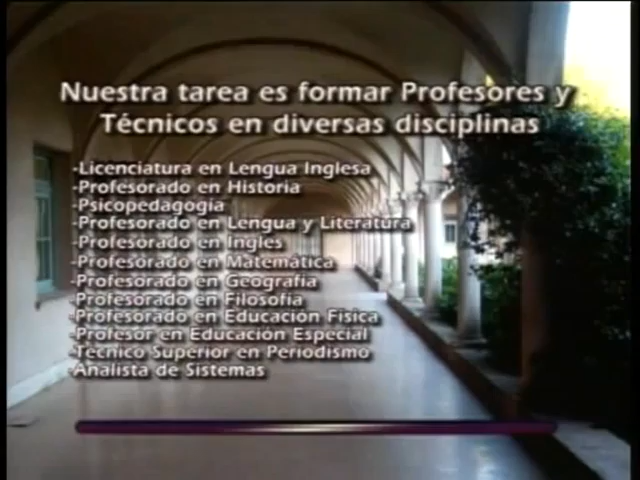 Nuestra tarea es formar Profesores y
Técnicos en diversas disciplinas
-Licenciatura en Lengua Inglesa
-Profesorado en Historia
-Psicopedagogía
-Profesorado en Lengua y Literatura
-Profesorado en Ingles
-Profesorado en Matemática
-Profesorado en Geografía
-Profesorado en Filosofía
-Profesorado en Educación Física
-Profesor en Educación Especial
-Técnico Superior en Periodismo
-Analista de Sistemas